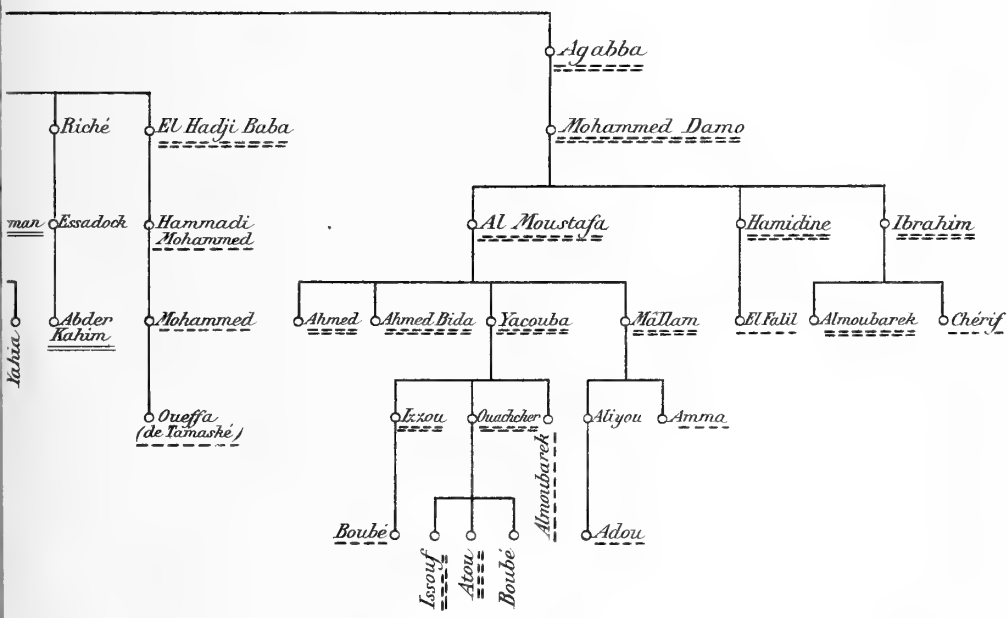 Agabba
Riché
El Hadji Baba
Mohammed Damo
man
Essadock
Hammadi
Mohammed
Al Moustafa
Hamidine
Ibrahim
Yahia
Abder
Kahim
Mohammed
Ahmed
Ahmed Bida
Yacouba
Mâllam
El Falil
Almoubarek
Chérif
Oueffa
(de Tamaské)
Izzou
Ouachcher
Almoubarek
Aliyou
Amma
Boubé
Issouf
Atou
Boubé
Adou